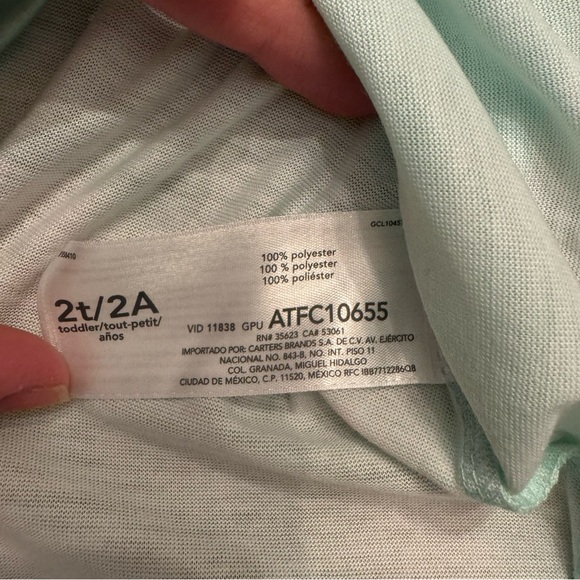 100% polyester
100 % polyester
100% poliéster
2t/2A
toddler/tout-petit/
años
VID 11838 GPU ATFC10655
RN# 35623 CA# 53061
IMPORTADO POR: CARTERS BRANDS S.A. DE C.V. AV. EJÉRCITO
NACIONAL NO. 843-B, NO. INT. PISO 11
COL. GRANADA, MIGUEL HIDALGO
CIUDAD DE MÉXICO, C.P. 11520, MÉXICO RFC IBB7712286Q8